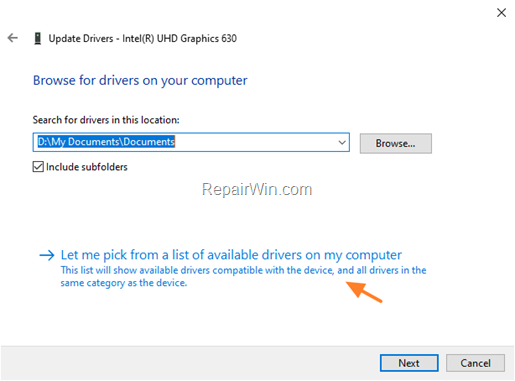 Update Drivers - Intel(R) UHD Graphics 630
Browse for drivers on your computer
Search for drivers in this location:
D:\My Documents\Documents
Browse...
Include subfolders
RepairWin.com
Let me pick from a list of available drivers on my computer
This list will show available drivers compatible with the device, and all drivers in the
same category as the device.
Next
Cancel